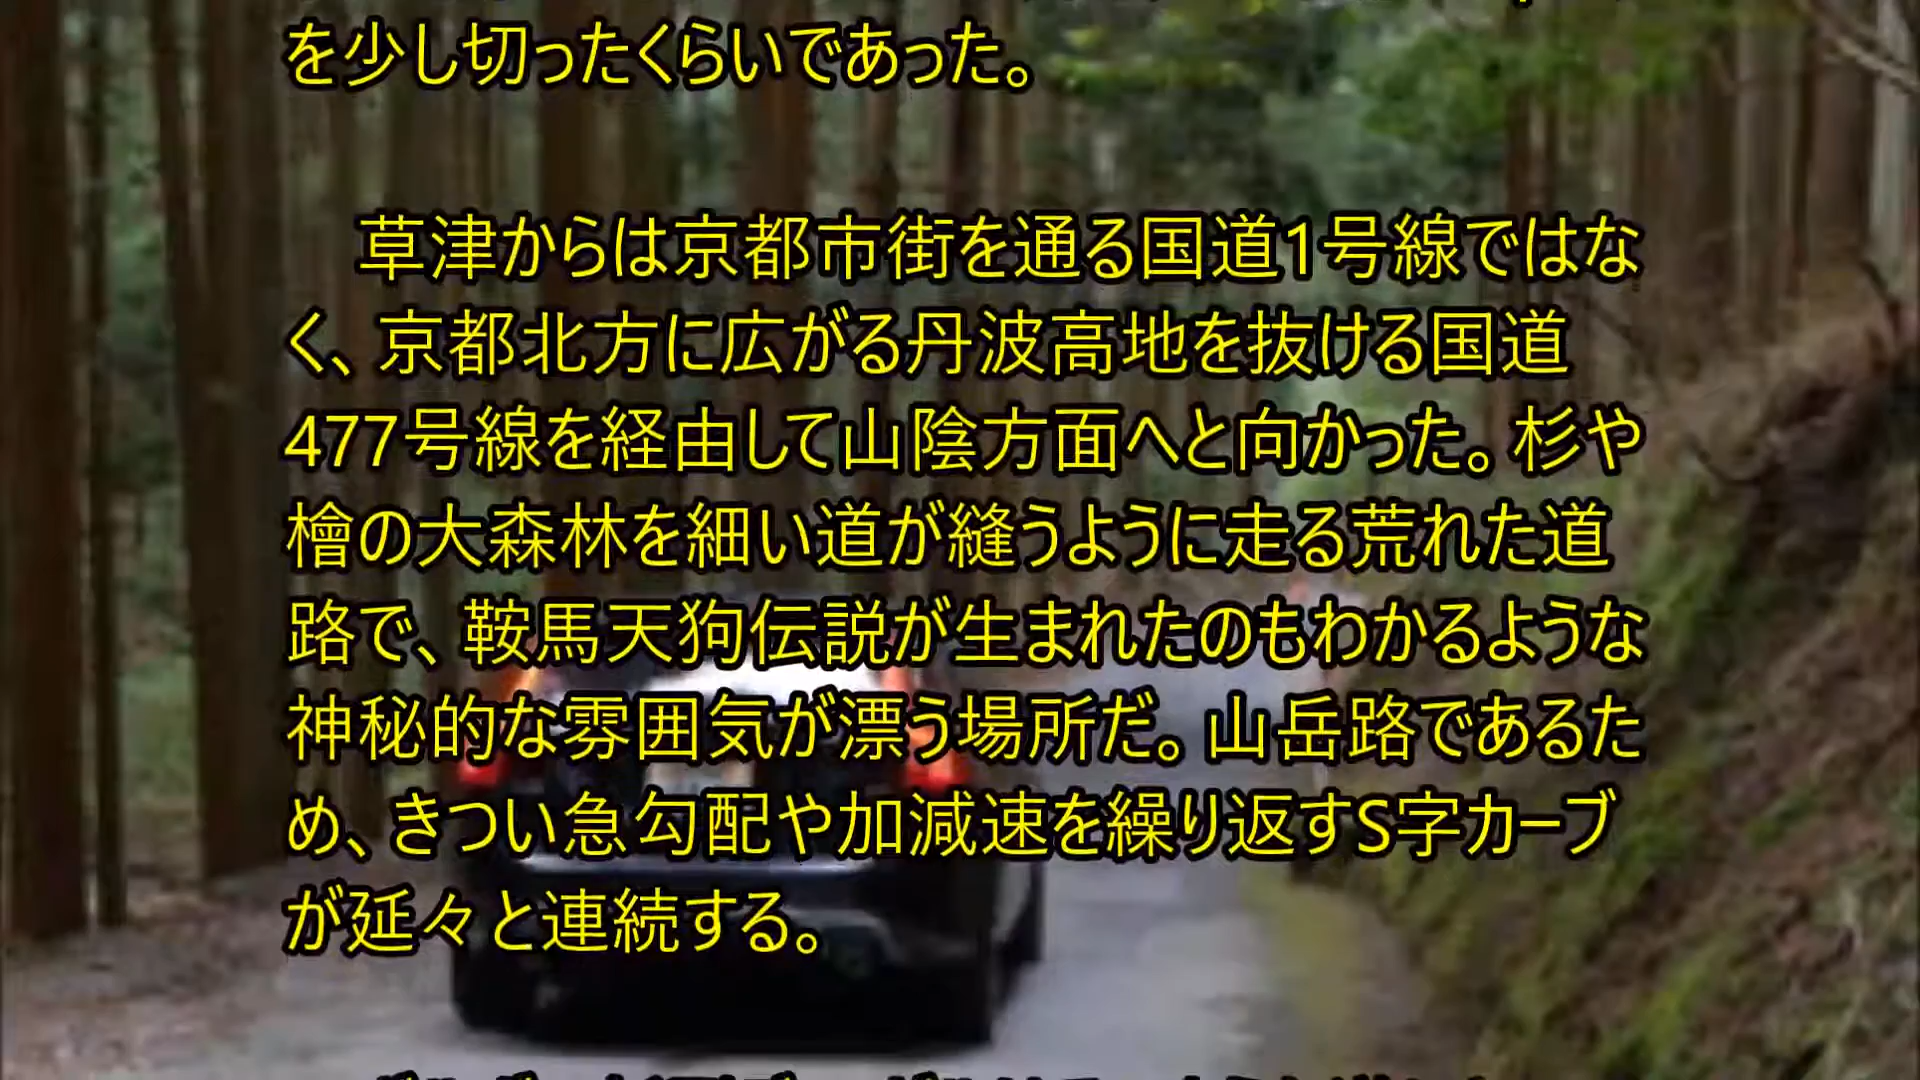 を少し切ったくらいであった。
草津からは京都市街を通る国道1号線ではな
く、京都北方に広がる丹波高地を抜ける国道
477号線を経由して山陰方面へと向かった。杉や
檜の大森林を細い道が縫うように走る荒れた道
路で、鞍馬天狗伝説が生まれたのもわかるような
神秘的な雰囲気が漂う場所だ。山岳路であるた
め、きつい急勾配や加減速を繰り返すS字カーブ
が延々と連続する。